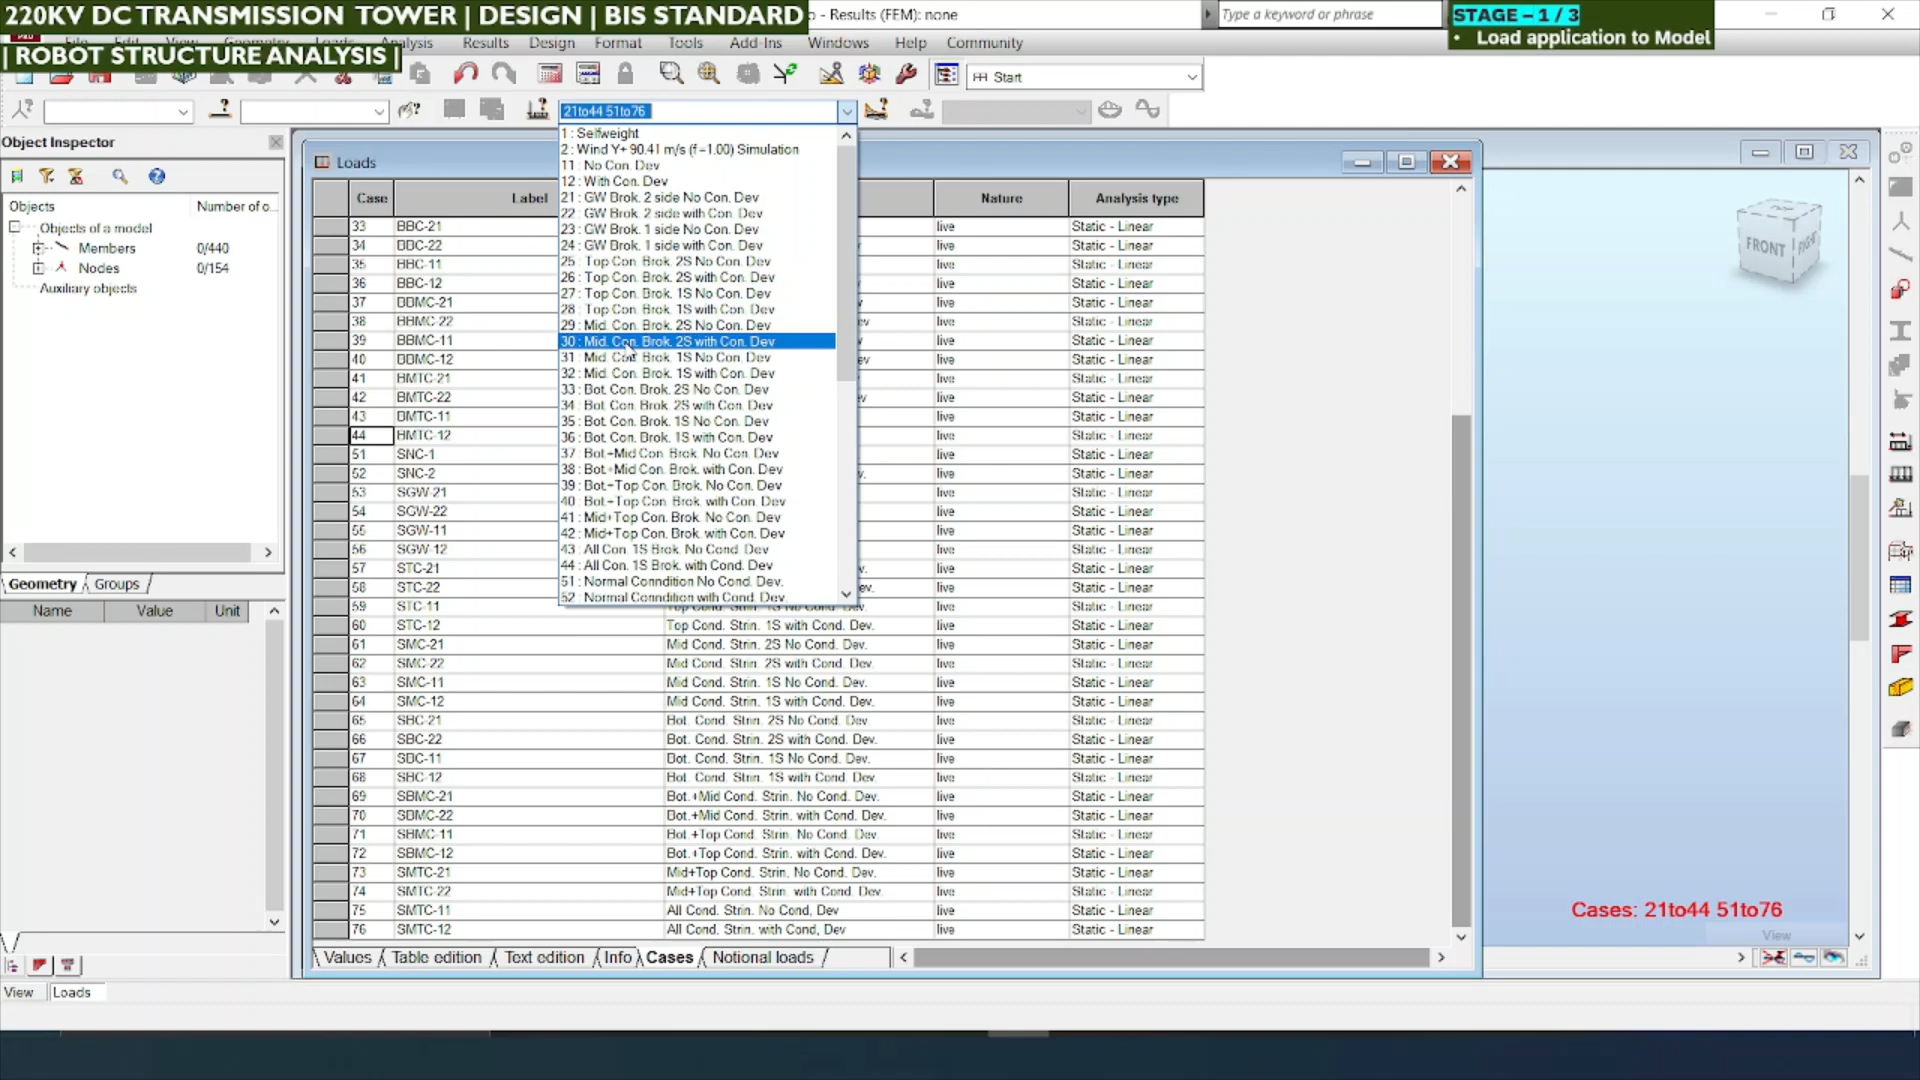 220KV DC TRANSMISSION TOWER | DESIGN | BIS STANDARD
- Results (FEM): none
Type a keyword or phrase
STAGE – 1 / 3
• Load application to Model
| ROBOT STRUCTURE ANALYSIS |
Analysis Results Design Format Tools Add-Ins Windows Help Community
Start
21to44 51to76
Object Inspector
Objects Number of o...
Objects of a model
Members 0/440
Nodes 0/154
Auxiliary objects
Geometry Groups
Name Value Unit
1 : Selfweight
2 : Wind Y+ 90.41 m/s (f=1.00) Simulation
11 : No Con. Dev
12 : With Con. Dev
21 : GW Brok. 2 side No Con. Dev
22 : GW Brok. 2 side with Con. Dev
23 : GW Brok. 1 side No Con. Dev
24 : GW Brok. 1 side with Con. Dev
25 : Top Con. Brok. 2S No Con. Dev
26 : Top Con. Brok. 2S with Con. Dev
27 : Top Con. Brok. 1S No Con. Dev
28 : Top Con. Brok. 1S with Con. Dev
29 : Mid. Con. Brok. 2S No Con. Dev
30 : Mid. Con. Brok. 2S with Con. Dev
31 : Mid. Con. Brok. 1S No Con. Dev
32 : Mid. Con. Brok. 1S with Con. Dev
33 : Bot. Con. Brok. 2S No Con. Dev
34 : Bot. Con. Brok. 2S with Con. Dev
35 : Bot. Con. Brok. 1S No Con. Dev
36 : Bot. Con. Brok. 1S with Con. Dev
37 : Bot.+Mid Con. Brok. No Con. Dev
38 : Bot.+Mid Con. Brok. with Con. Dev
39 : Bot.+Top Con. Brok. No Con. Dev
40 : Bot.+Top Con. Brok. with Con. Dev
41 : Mid+Top Con. Brok. No Con. Dev
42 : Mid+Top Con. Brok. with Con. Dev
43 : All Con. 1S Brok. No Cond. Dev
44 : All Con. 1S Brok. with Cond. Dev
51 : Normal Conndition No Cond. Dev.
52 : Normal Conndition with Cond. Dev.
Loads
Case Label Nature Analysis type
33 BBC-21 live Static - Linear
34 BBC-22 live Static - Linear
35 BBC-11 live Static - Linear
36 BBC-12 live Static - Linear
37 BBMC-21 live Static - Linear
38 BBMC-22 live Static - Linear
39 BBMC-11 live Static - Linear
40 BBMC-12 live Static - Linear
41 BMTC-21 live Static - Linear
42 BMTC-22 live Static - Linear
43 BMTC-11 live Static - Linear
44 BMTC-12 live Static - Linear
51 SNC-1 live Static - Linear
52 SNC-2 live Static - Linear
53 SGW-21 live Static - Linear
54 SGW-22 live Static - Linear
55 SGW-11 live Static - Linear
56 SGW-12 live Static - Linear
57 STC-21 live Static - Linear
58 STC-22 live Static - Linear
59 STC-11 Top Cond. Strin. 1S No Cond. Dev. live Static - Linear
60 STC-12 Top Cond. Strin. 1S with Cond. Dev. live Static - Linear
61 SMC-21 Mid Cond. Strin. 2S No Cond. Dev. live Static - Linear
62 SMC-22 Mid Cond. Strin. 2S with Cond. Dev. live Static - Linear
63 SMC-11 Mid Cond. Strin. 1S No Cond. Dev. live Static - Linear
64 SMC-12 Mid Cond. Strin. 1S with Cond. Dev. live Static - Linear
65 SBC-21 Bot. Cond. Strin. 2S No Cond. Dev. live Static - Linear
66 SBC-22 Bot. Cond. Strin. 2S with Cond. Dev. live Static - Linear
67 SBC-11 Bot. Cond. Strin. 1S No Cond. Dev. live Static - Linear
68 SBC-12 Bot. Cond. Strin. 1S with Cond. Dev. live Static - Linear
69 SBMC-21 Bot.+Mid Cond. Strin. No Cond. Dev. live Static - Linear
70 SBMC-22 Bot.+Mid Cond. Strin. with Cond. Dev. live Static - Linear
71 SBMC-11 Bot.+Top Cond. Strin. No Cond. Dev. live Static - Linear
72 SBMC-12 Bot.+Top Cond. Strin. with Cond. Dev. live Static - Linear
73 SMTC-21 Mid+Top Cond. Strin. No Cond. Dev. live Static - Linear
74 SMTC-22 Mid+Top Cond. Strin. with Cond. Dev. live Static - Linear
75 SMTC-11 All Cond. Strin. No Cond, Dev live Static - Linear
76 SMTC-12 All Cond. Strin. with Cond, Dev live Static - Linear
Values Table edition Text edition Info Cases Notional loads
FRONT RIGHT
Cases: 21to44 51to76
View
View Loads